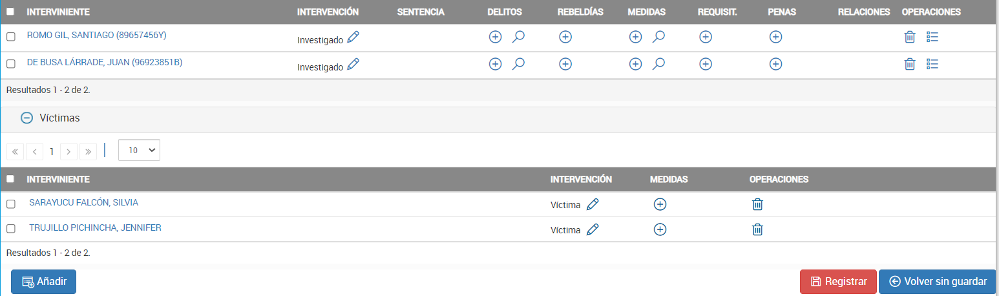 INTERVINIENTE INTERVENCIÓN SENTENCIA DELITOS REBELDÍAS MEDIDAS REQUISIT. PENAS RELACIONES OPERACIONES
ROMO GIL, SANTIAGO (89657456Y) Investigado
DE BUSA LÁRRADE, JUAN (96923851B) Investigado
Resultados 1 - 2 de 2.
Víctimas
« ‹ 1 › » 10
INTERVINIENTE INTERVENCIÓN MEDIDAS OPERACIONES
SARAYUCU FALCÓN, SILVIA Víctima
TRUJILLO PICHINCHA, JENNIFER Víctima
Resultados 1 - 2 de 2.
Añadir Registrar Volver sin guardar